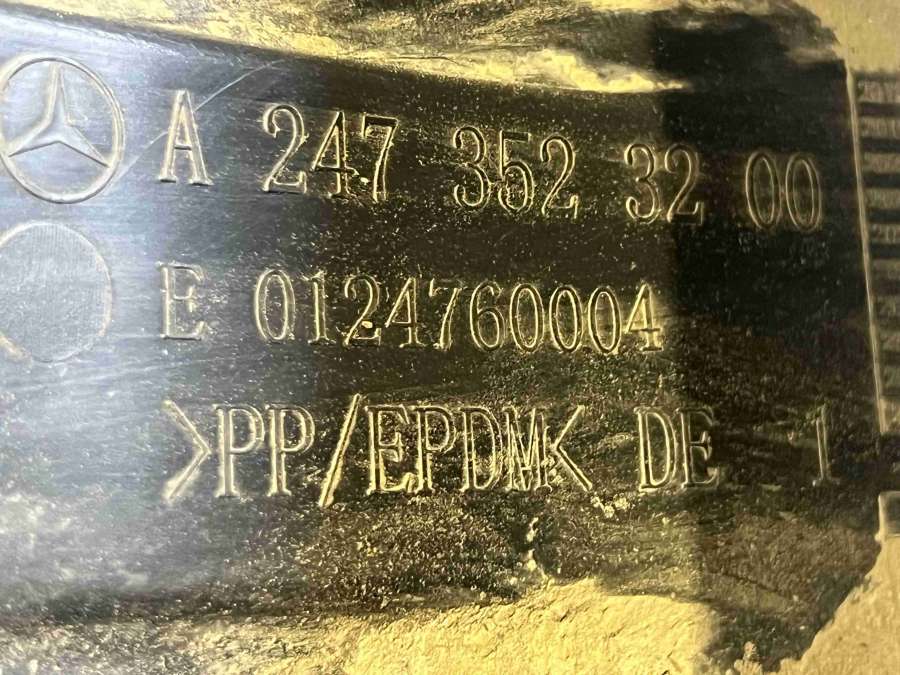 A 247 352 32 00
E 0124760004
>PP/EPDM< DE 1